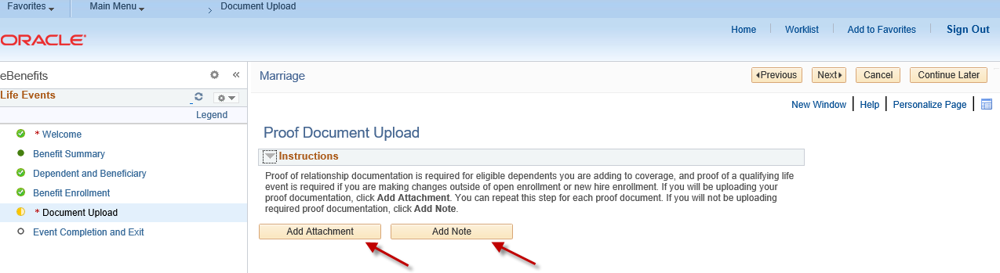 Favorites Main Menu Document Upload
ORACLE
Home Worklist Add to Favorites Sign Out
eBenefits
Marriage
Previous Next Cancel Continue Later
Life Events
New Window Help Personalize Page
Legend
* Welcome
Benefit Summary
Dependent and Beneficiary
Benefit Enrollment
* Document Upload
Event Completion and Exit
Proof Document Upload
Instructions
Proof of relationship documentation is required for eligible dependents you are adding to coverage, and proof of a qualifying life
event is required if you are making changes outside of open enrollment or new hire enrollment. If you will be uploading your
proof documentation, click Add Attachment. You can repeat this step for each proof document. If you will not be uploading
required proof documentation, click Add Note.
Add Attachment Add Note